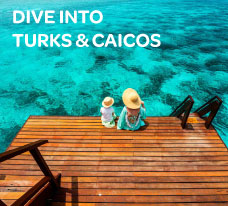 DIVE INTO
TURKS & CAICOS